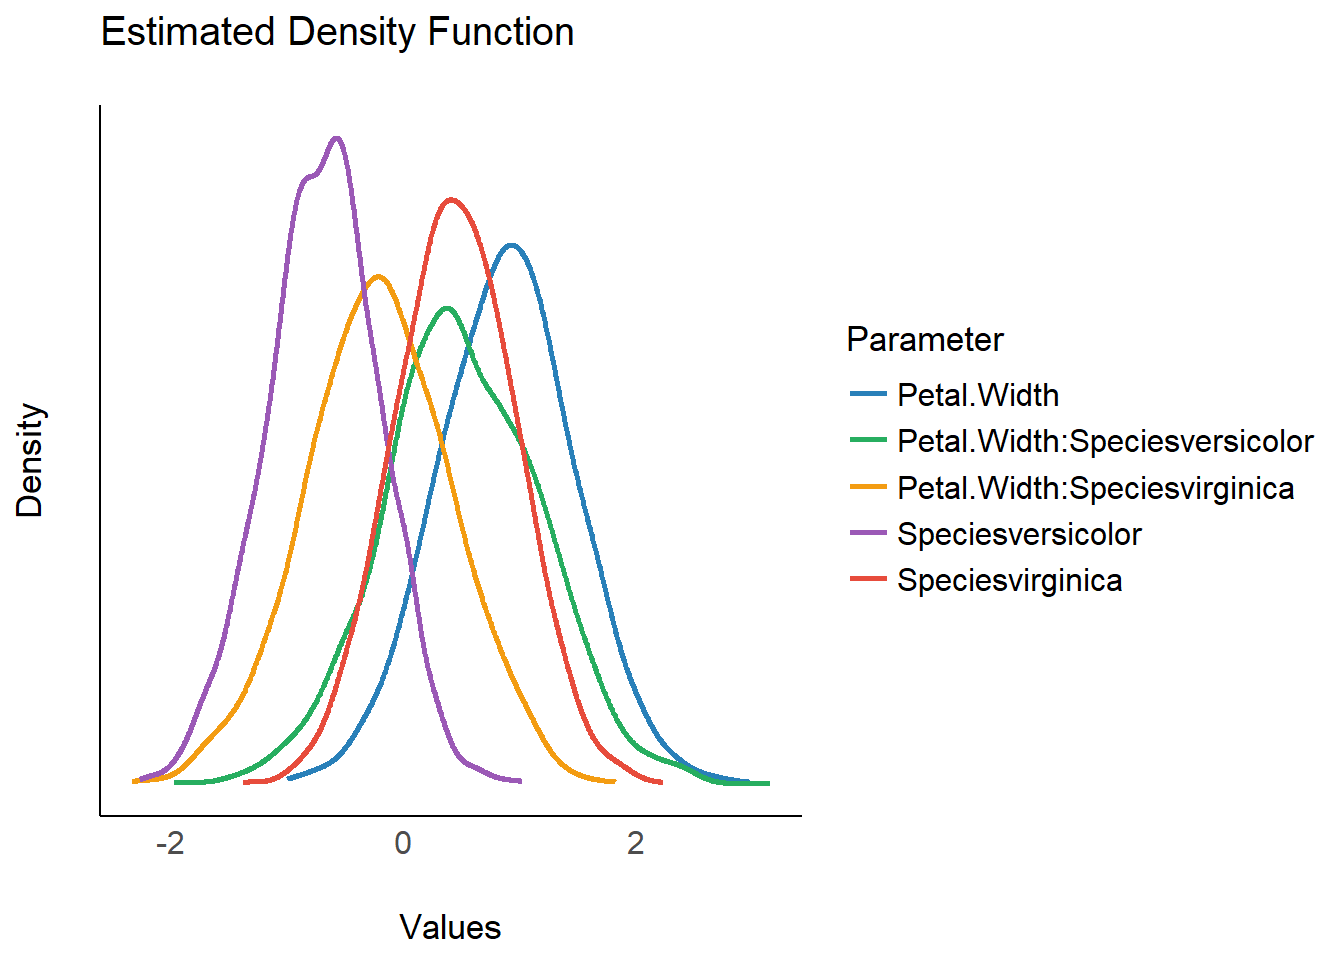 Estimated Density Function
Density
-2
0
2
Values
Parameter
Petal.Width
Petal.Width:Speciesversicolor
Petal.Width:Speciesvirginica
Speciesversicolor
Speciesvirginica